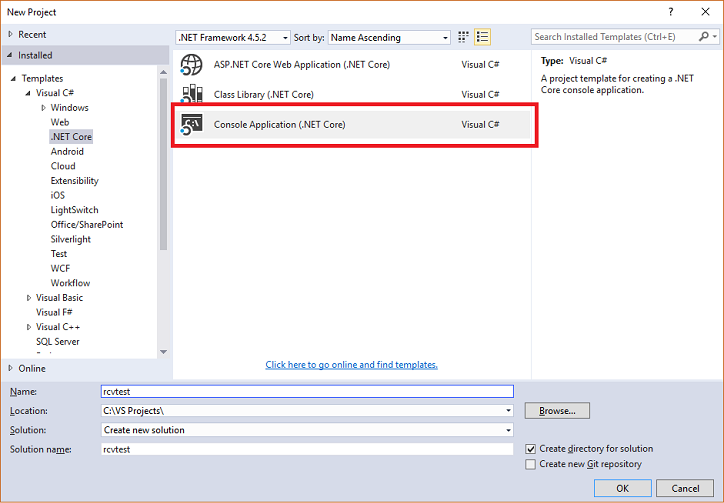 New Project
Recent
.NET Framework 4.5.2 Sort by: Name Ascending Search Installed Templates (Ctrl+E)
Installed
Templates
Visual C#
Windows
Web
.NET Core
Android
Cloud
Extensibility
iOS
LightSwitch
Office/SharePoint
Silverlight
Test
WCF
Workflow
Visual Basic
Visual F#
Visual C++
SQL Server
Online
ASP.NET Core Web Application (.NET Core) Visual C#
Class Library (.NET Core) Visual C#
C:\ Console Application (.NET Core) Visual C#
Click here to go online and find templates.
Type: Visual C#
A project template for creating a .NET
Core console application.
Name: rcvtest
Location: C:\VS Projects\ Browse...
Solution: Create new solution
Solution name: rcvtest
Create directory for solution
Create new Git repository
OK Cancel